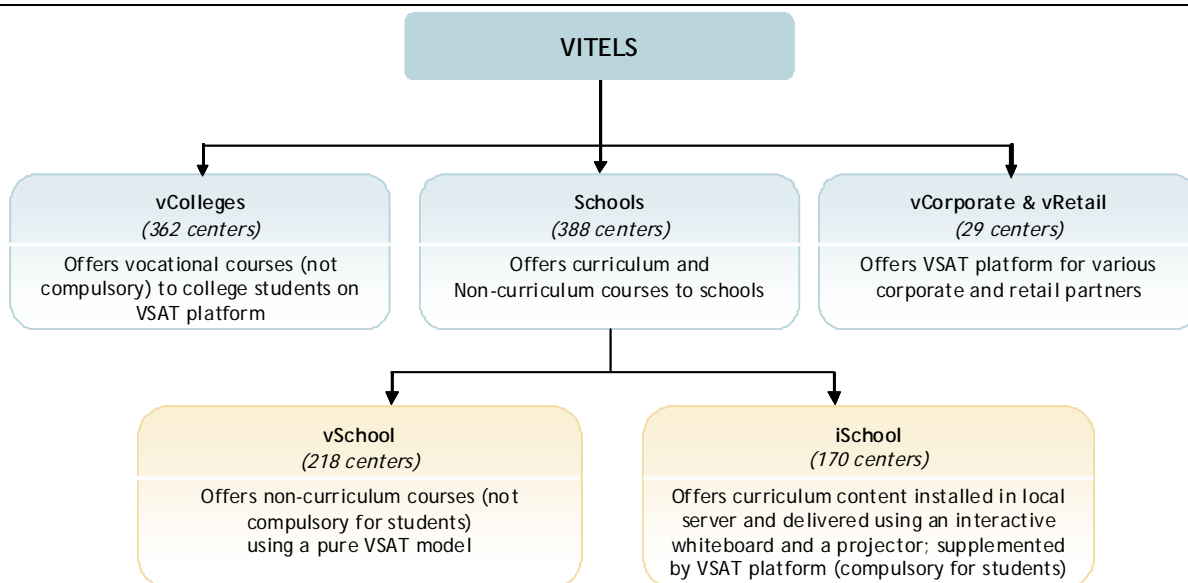 VITELS
vColleges
(362 centers)
Offers vocational courses (not
compulsory) to college students on
VSAT platform
Schools
(388 centers)
Offers curriculum and
Non-curriculum courses to schools
vCorporate & vRetail
(29 centers)
Offers VSAT platform for various
corporate and retail partners
vSchool
(218 centers)
Offers non-curriculum courses (not
compulsory for students)
using a pure VSAT model
iSchool
(170 centers)
Offers curriculum content installed in local
server and delivered using an interactive
whiteboard and a projector; supplemented
by VSAT platform (compulsory for students)